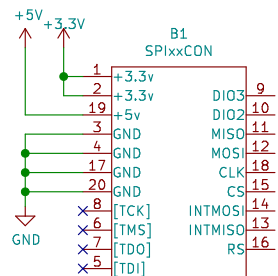 +5V
+3.3V
B1
SPIxxCON
1 +3.3v
2 +3.3v DIO3 9
19 +5v DIO2 10
3 GND MISO 11
4 GND MOSI 12
17 GND CLK 18
20 GND CS 15
8 [TCK] INTMOSI 14
6 [TMS] INTMISO 13
7 [TDO] RS 16
5 [TDI]
GND